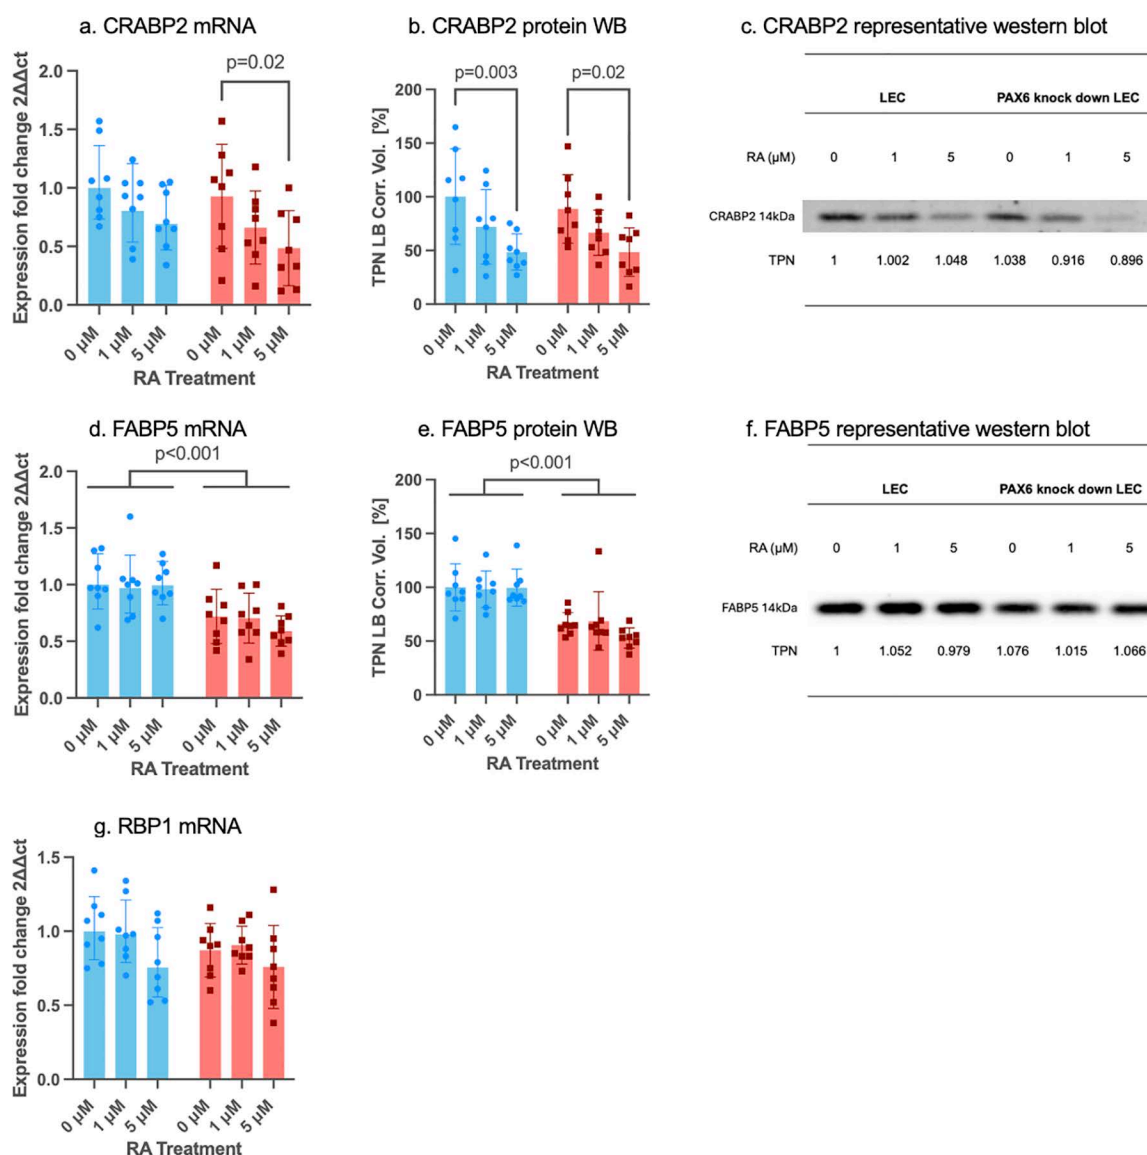 a. CRABP2 mRNA
Expression fold change 2ΔΔct
2.0
1.5
1.0
0.5
0.0
p=0.02
0 µM
1 µM
5 µM
0 µM
1 µM
5 µM
RA Treatment
b. CRABP2 protein WB
TPN LB Corr. Vol. [%]
200
150
100
50
0
p=0.003
p=0.02
0 µM
1 µM
5 µM
0 µM
1 µM
5 µM
RA Treatment
c. CRABP2 representative western blot
LEC PAX6 knock down LEC
RA (µM) 0 1 5 0 1 5
CRABP2 14kDa
TPN 1 1.002 1.048 1.038 0.916 0.896
d. FABP5 mRNA
Expression fold change 2ΔΔct
2.0
1.5
1.0
0.5
0.0
p<0.001
0 µM
1 µM
5 µM
0 µM
1 µM
5 µM
RA Treatment
e. FABP5 protein WB
TPN LB Corr. Vol. [%]
200
150
100
50
0
p<0.001
0 µM
1 µM
5 µM
0 µM
1 µM
5 µM
RA Treatment
f. FABP5 representative western blot
LEC PAX6 knock down LEC
RA (µM) 0 1 5 0 1 5
FABP5 14kDa
TPN 1 1.052 0.979 1.076 1.015 1.066
g. RBP1 mRNA
Expression fold change 2ΔΔct
1.5
1.0
0.5
0.0
0 µM
1 µM
5 µM
0 µM
1 µM
5 µM
RA Treatment